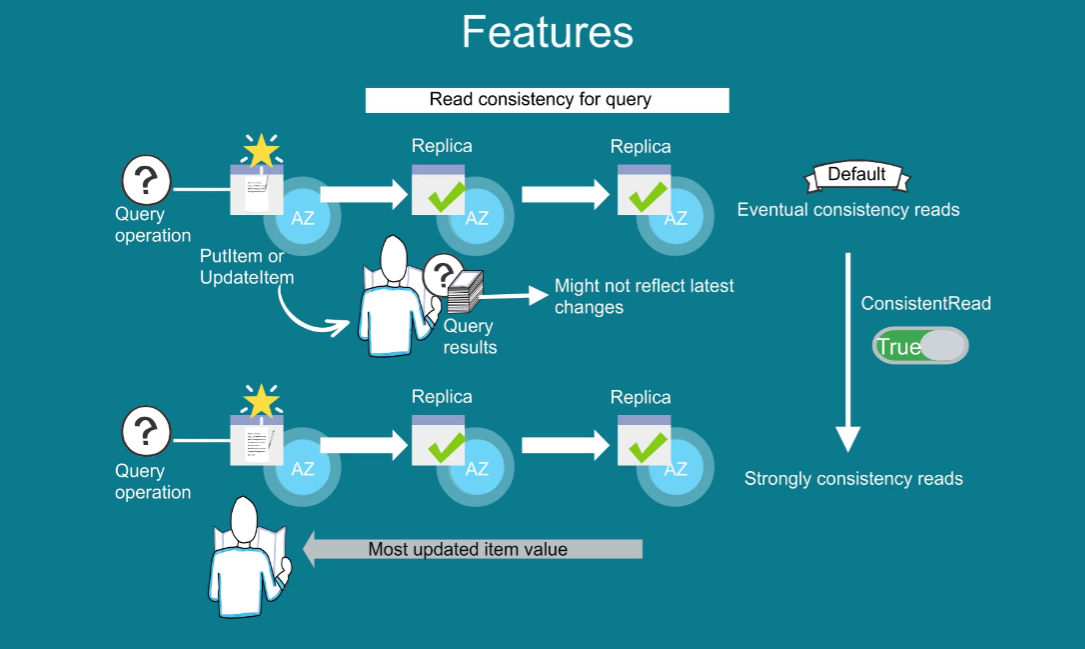 Features
Read consistency for query
Replica
Replica
Query
operation
AZ
AZ
AZ
PutItem or
UpdateItem
?
?
Query
results
Might not reflect latest
changes
Default
Eventual consistency reads
ConsistentRead
True
Strongly consistency reads
Replica
Replica
?
Query
operation
AZ
AZ
AZ
Most updated item value